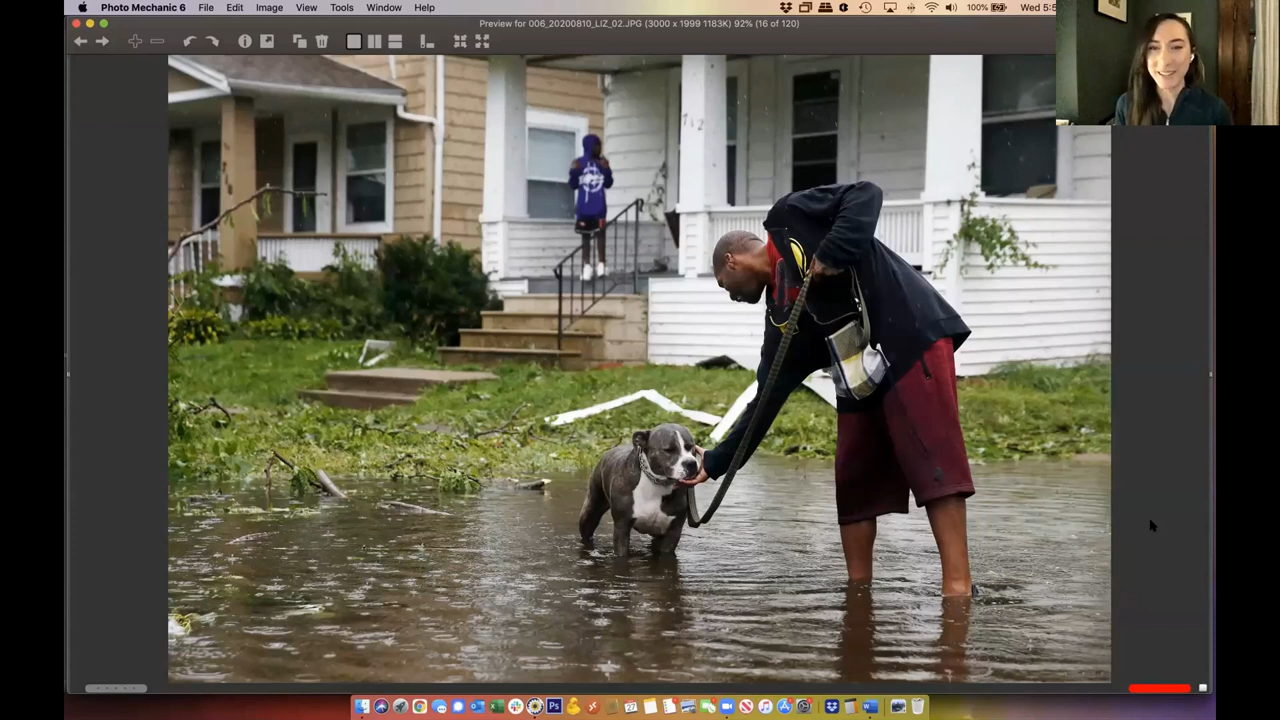 Photo Mechanic 6 File Edit Image View Tools Window Help 100% Wed 5:5
Preview for 006_20200810_LIZ_02.JPG (3000 x 1999 1183K) 92% (16 of 120)
712